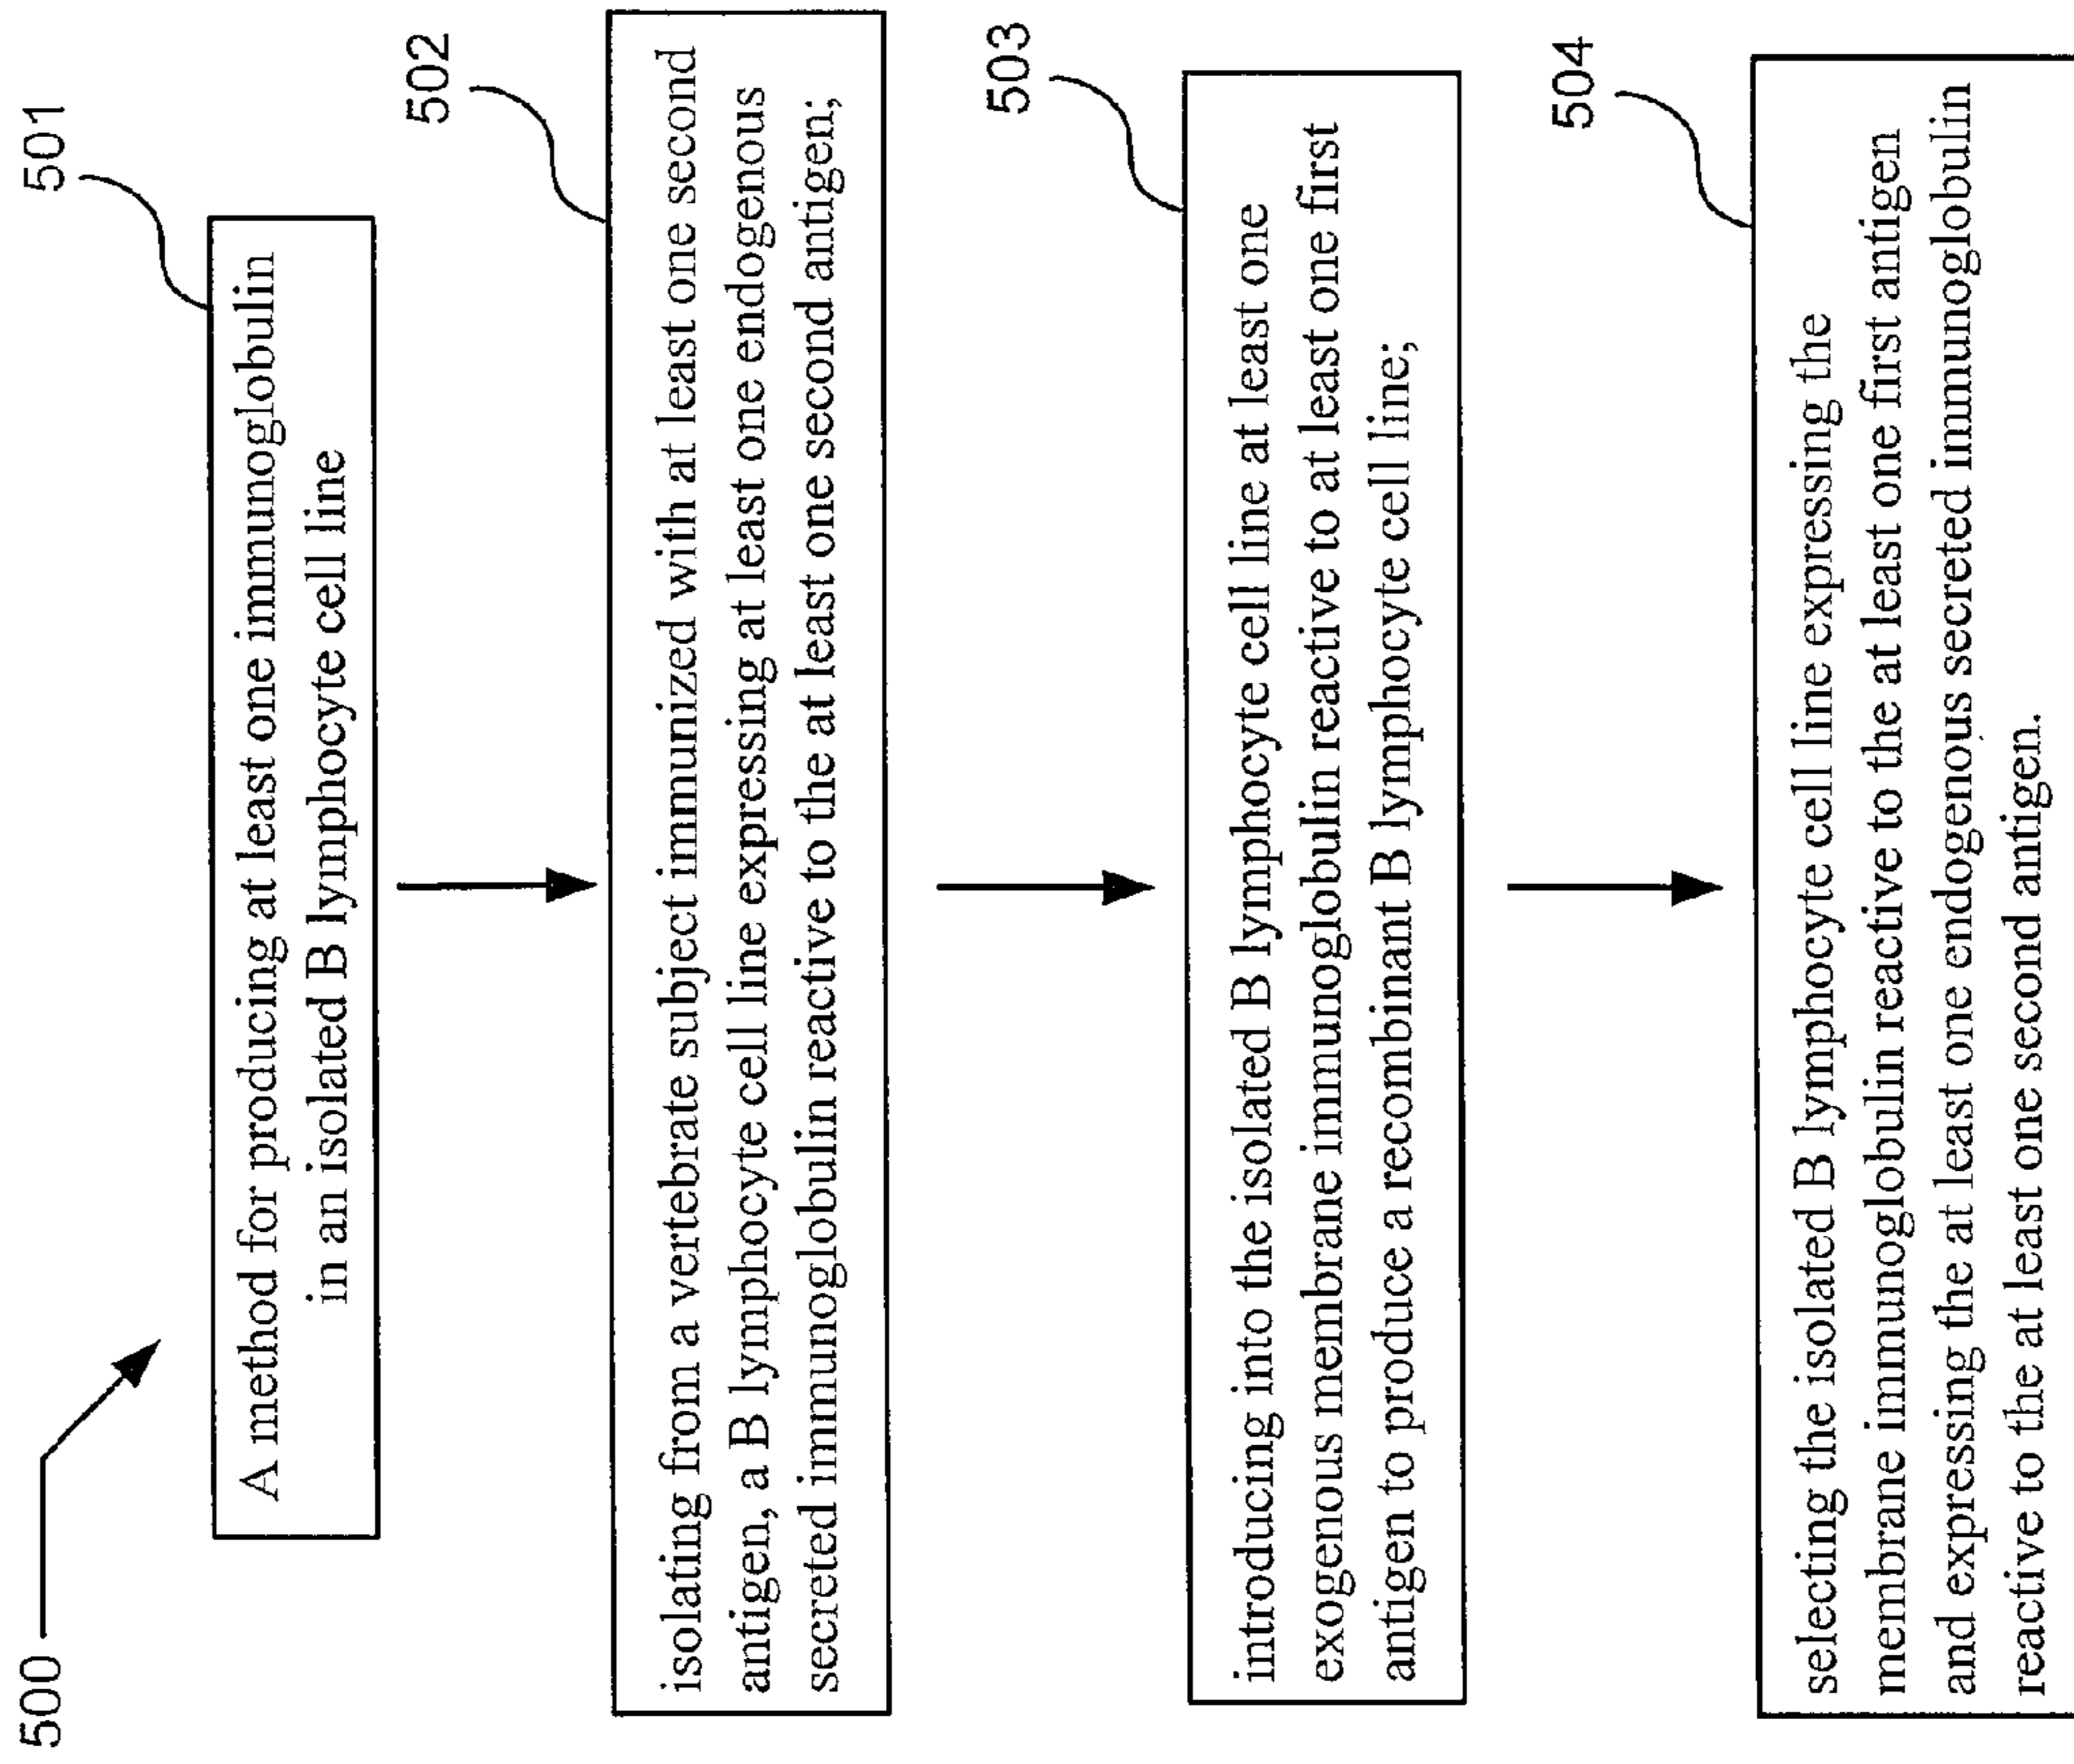 500
501
A method for producing at least one immunoglobulin
in an isolated B lymphocyte cell line
502
isolating from a vertebrate subject immunized with at least one second
antigen, a B lymphocyte cell line expressing at least one endogenous
secreted immunoglobulin reactive to the at least one second antigen;
503
introducing into the isolated B lymphocyte cell line at least one
exogenous membrane immunoglobulin reactive to at least one first
antigen to produce a recombinant B lymphocyte cell line;
504
selecting the isolated B lymphocyte cell line expressing the
membrane immunoglobulin reactive to the at least one first antigen
and expressing the at least one endogenous secreted immunoglobulin
reactive to the at least one second antigen.